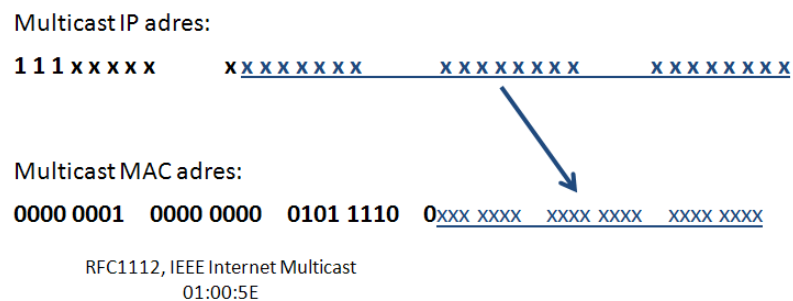 Multicast IP adres:
1 1 1 x x x x x x x x x x x x x x x x x x x x x x x x x x x x x
Multicast MAC adres:
0000 0001 0000 0000 0101 1110 0xxx xxxx xxxx xxxx xxxx xxxx
RFC1112, IEEE Internet Multicast
01:00:5E